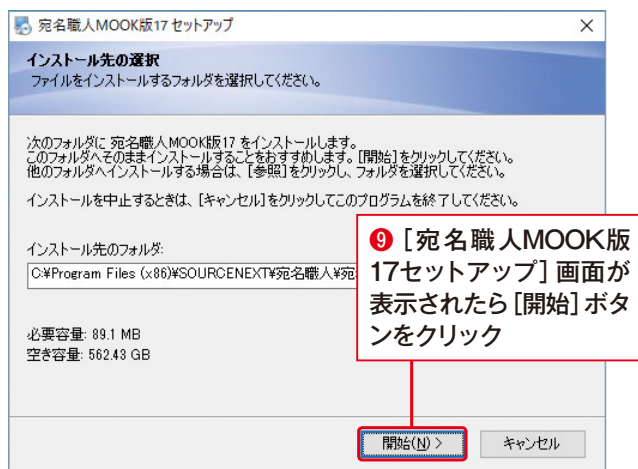 宛名職人MOOK版17 セットアップ
インストール先の選択
ファイルをインストールするフォルダを選択してください。
次のフォルダに 宛名職人MOOK版17 をインストールします。
このフォルダへそのままインストールすることをおすすめします。[開始]をクリックしてください。
他のフォルダへインストールする場合は、[参照]をクリックし、フォルダを選択してください。
インストールを中止するときは、[キャンセル]をクリックしてこのプログラムを終了してください。
インストール先のフォルダ:
C:¥Program Files (x86)¥SOURCENEXT¥宛名職人¥宛
❾[宛名職人MOOK版
17セットアップ]画面が
表示されたら[開始]ボタ
ンをクリック
必要容量: 89.1 MB
空き容量: 562.43 GB
開始(N) >
キャンセル